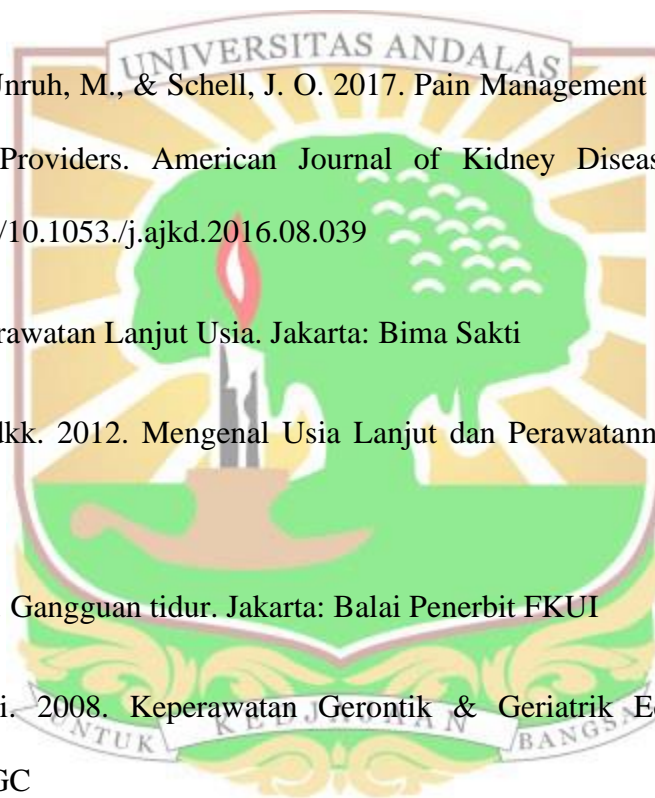 UNIVERSITAS ANDALAS
Unruh, M., & Schell, J. O. 2017. Pain Management
Providers. American Journal of Kidney Diseas
/10.1053./j.ajkd.2016.08.039
rawatan Lanjut Usia. Jakarta: Bima Sakti
dkk. 2012. Mengenal Usia Lanjut dan Perawatann
Gangguan tidur. Jakarta: Balai Penerbit FKUI
i. 2008. Keperawatan Gerontik & Geriatrik E
UNTUK KEDJAJAAN BANGSA
GC